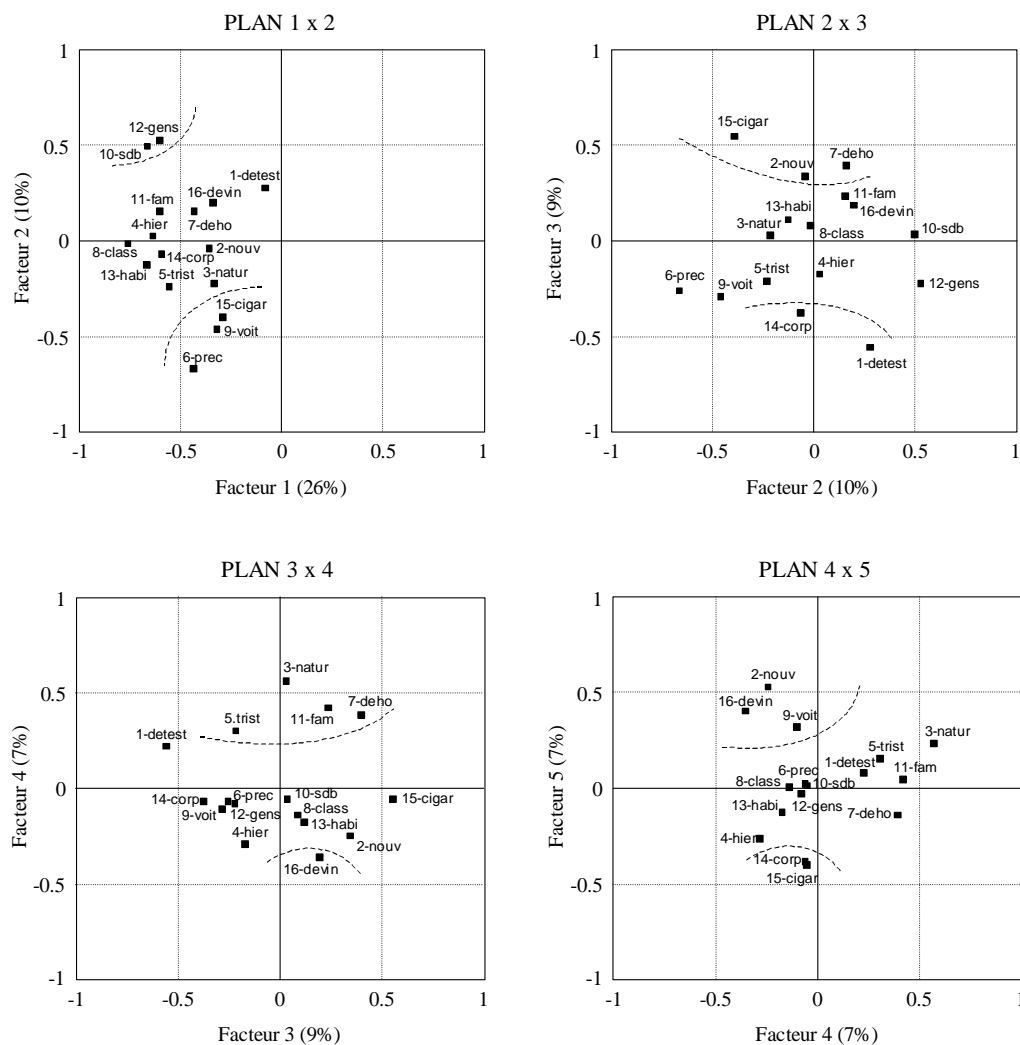 PLAN 1 x 2
1
0.5
0
-0.5
-1
-1
-0.5
0
0.5
1
Facteur 2 (10%)
Facteur 1 (26%)
12-gens
10-sdb
1-detest
16-devin
11-fam
7-deho
4-hier
8-class
14-corp
2-nouv
13-habi
5-trist
3-natur
15-cigar
9-voit
6-prec
PLAN 2 x 3
1
0.5
0
-0.5
-1
-1
-0.5
0
0.5
1
Facteur 3 (9%)
Facteur 2 (10%)
15-cigar
7-deho
2-nouv
11-fam
16-devin
13-habi
3-natur
8-class
10-sdb
4-hier
5-trist
6-prec
9-voit
12-gens
14-corp
1-detest
PLAN 3 x 4
1
0.5
0
-0.5
-1
-1
-0.5
0
0.5
1
Facteur 4 (7%)
Facteur 3 (9%)
3-natur
7-deho
11-fam
5.trist
1-detest
14-corp
6-prec
10-sdb
15-cigar
9-voit
12-gens
8-class
4-hier
13-habi
2-nouv
16-devin
PLAN 4 x 5
1
0.5
0
-0.5
-1
-1
-0.5
0
0.5
1
Facteur 5 (7%)
Facteur 4 (7%)
2-nouv
16-devin
9-voit
3-natur
5-trist
1-detest
11-fam
6-prec
8-class
10-sdb
13-habi
12-gens
7-deho
4-hier
14-corp
15-cigar